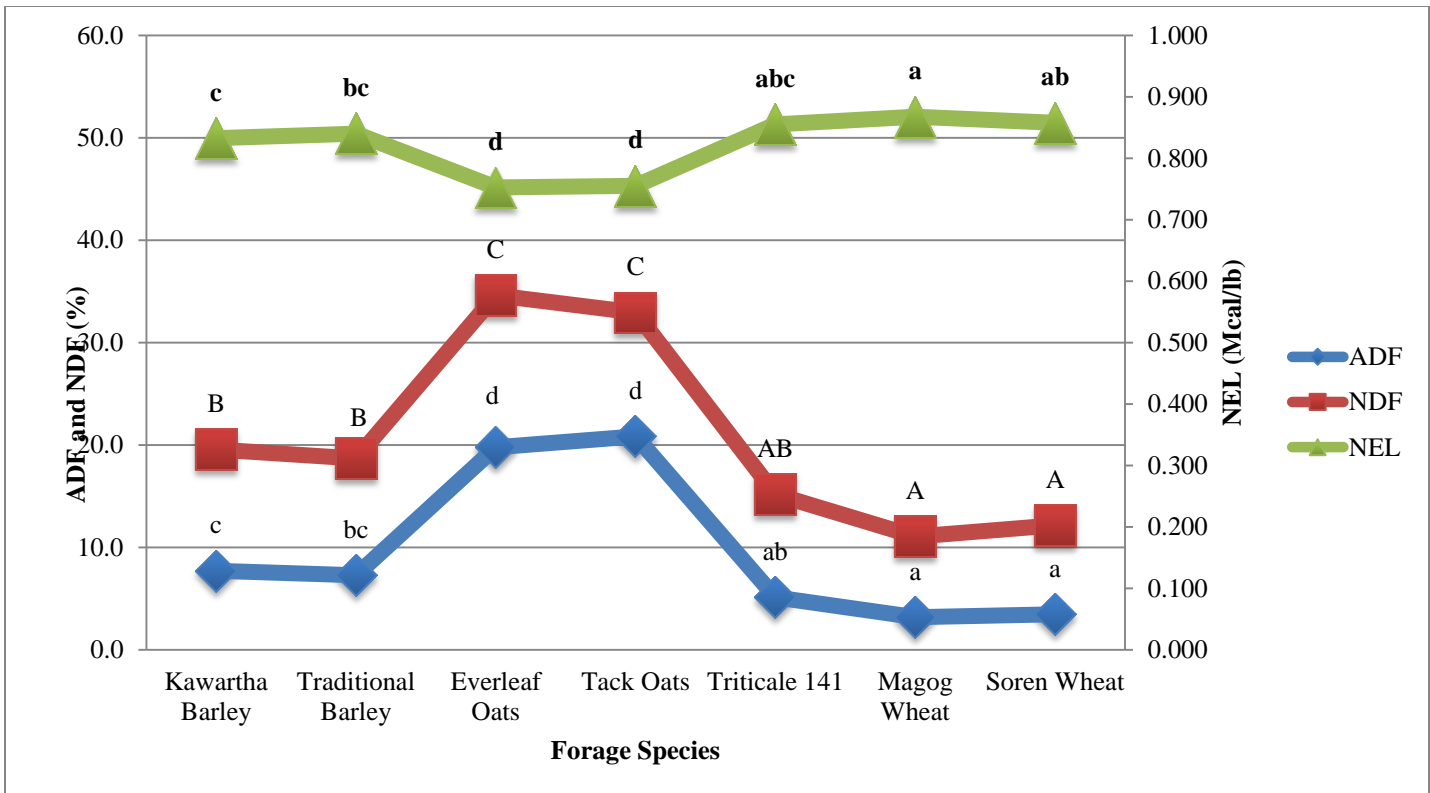 60.0
50.0
40.0
30.0
20.0
10.0
0.0
ADF and NDF (%)
1.000
0.900
0.800
0.700
0.600
0.500
0.400
0.300
0.200
0.100
0.000
NEL (Mcal/lb)
c bc d d abc a ab
B B C C AB A A
c bc d d ab a a
Kawartha Barley
Traditional Barley
Everleaf Oats
Tack Oats
Triticale 141
Magog Wheat
Soren Wheat
Forage Species
ADF
NDF
NEL